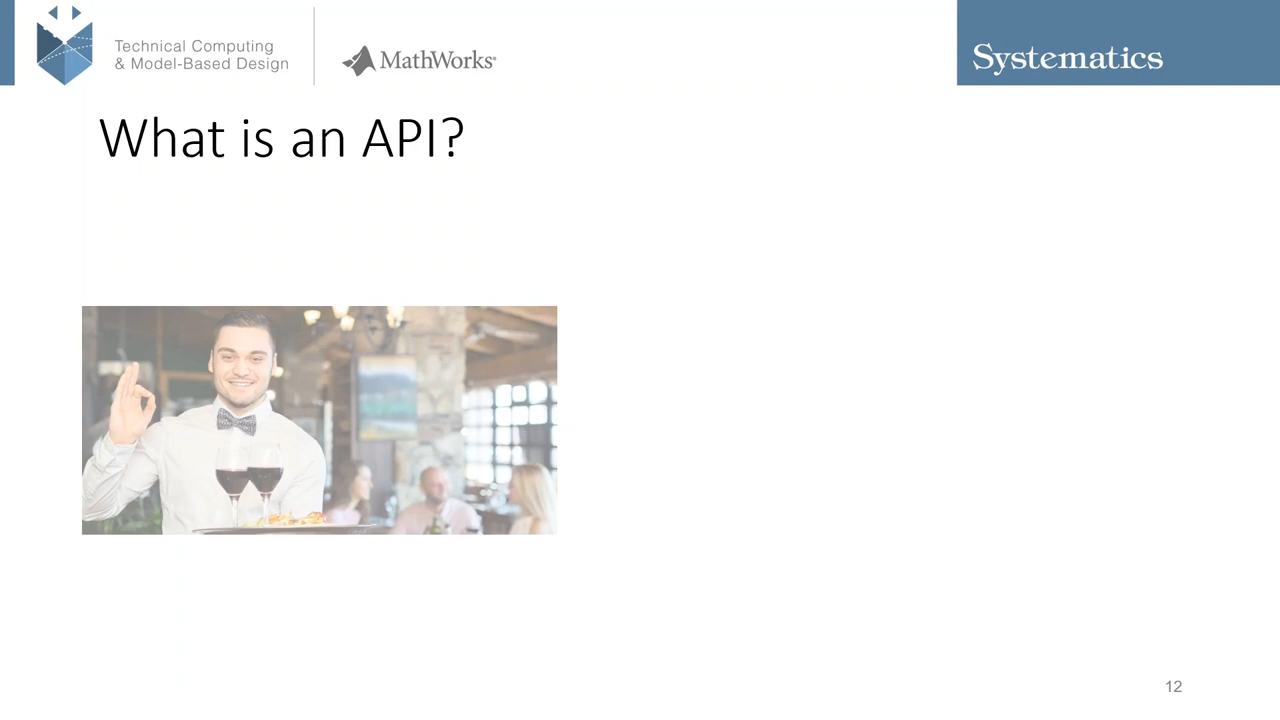 Technical Computing
& Model-Based Design
MathWorks®
Systematics
What is an API?
12